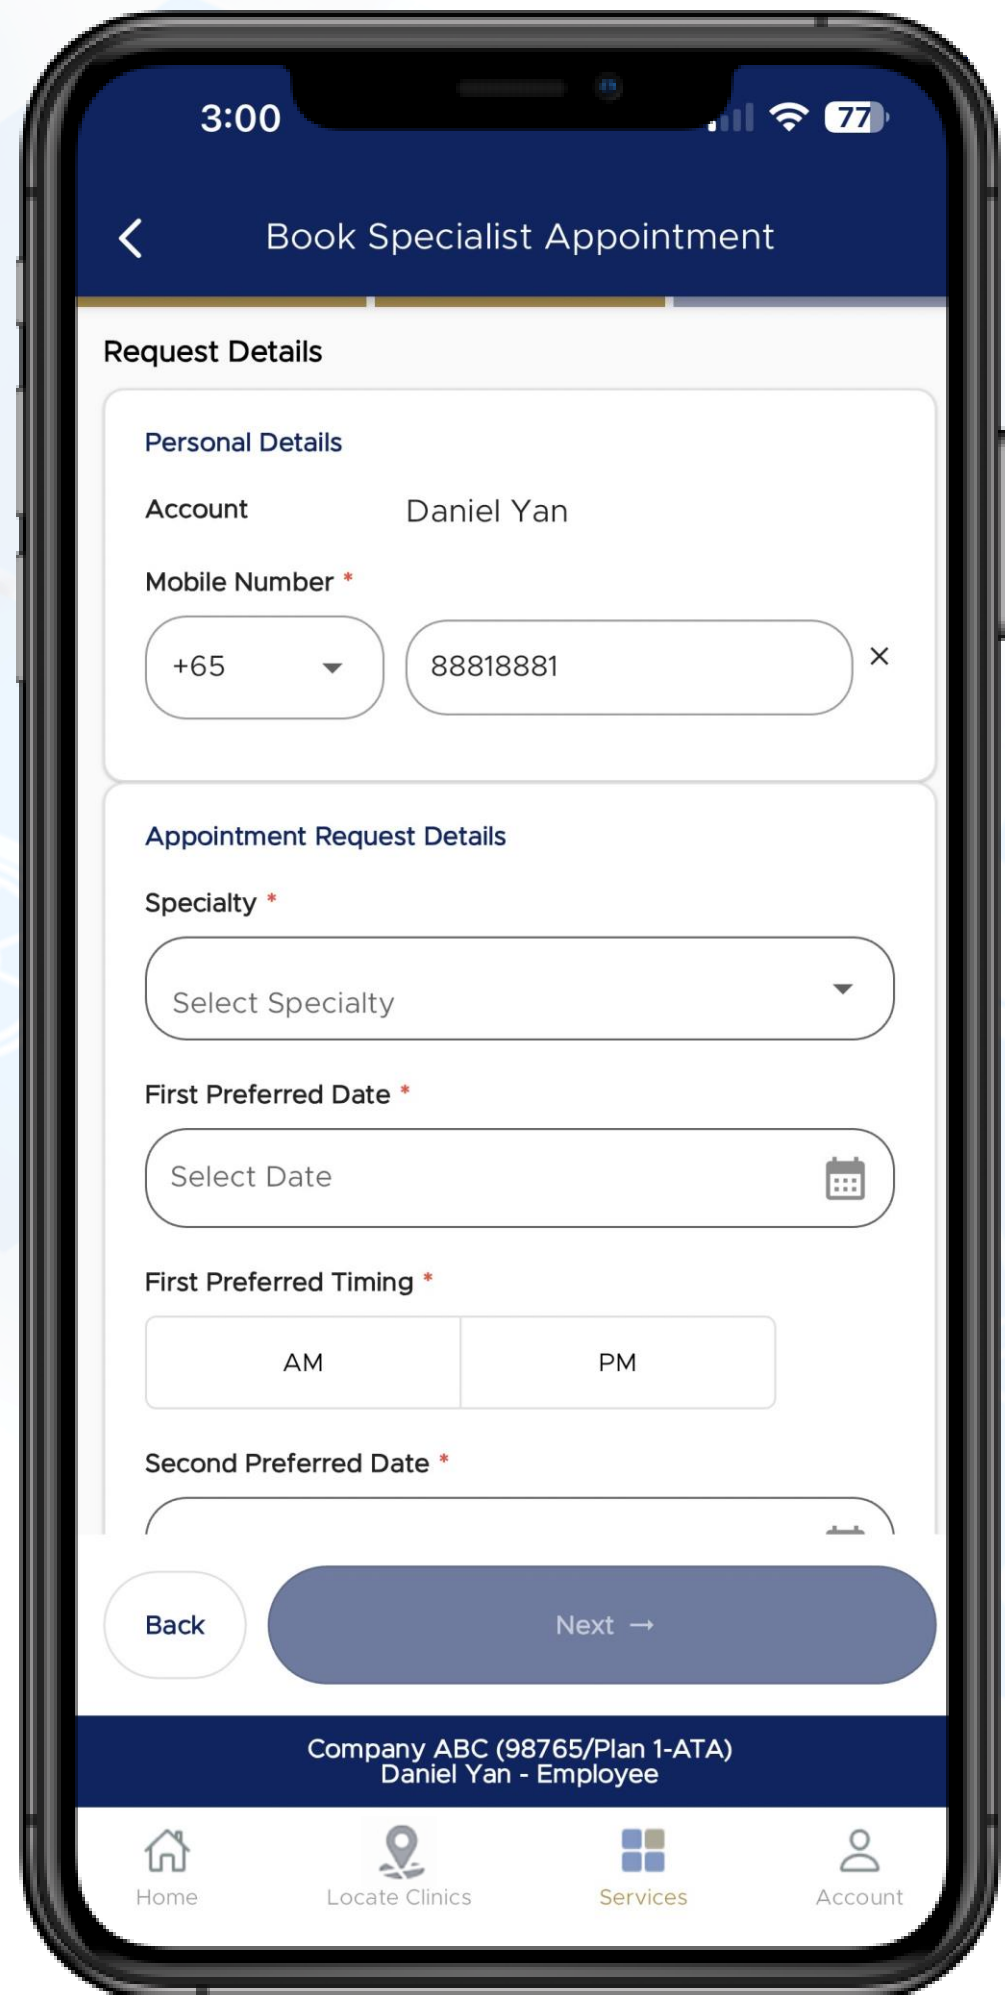 3:00
77
Book Specialist Appointment
Request Details
Personal Details
Account Daniel Yan
Mobile Number *
+65 88818881 ×
Appointment Request Details
Specialty *
Select Specialty
First Preferred Date *
Select Date
First Preferred Timing *
AM PM
Second Preferred Date *
Back Next →
Company ABC (98765/Plan 1-ATA)
Daniel Yan - Employee
Home Locate Clinics Services Account